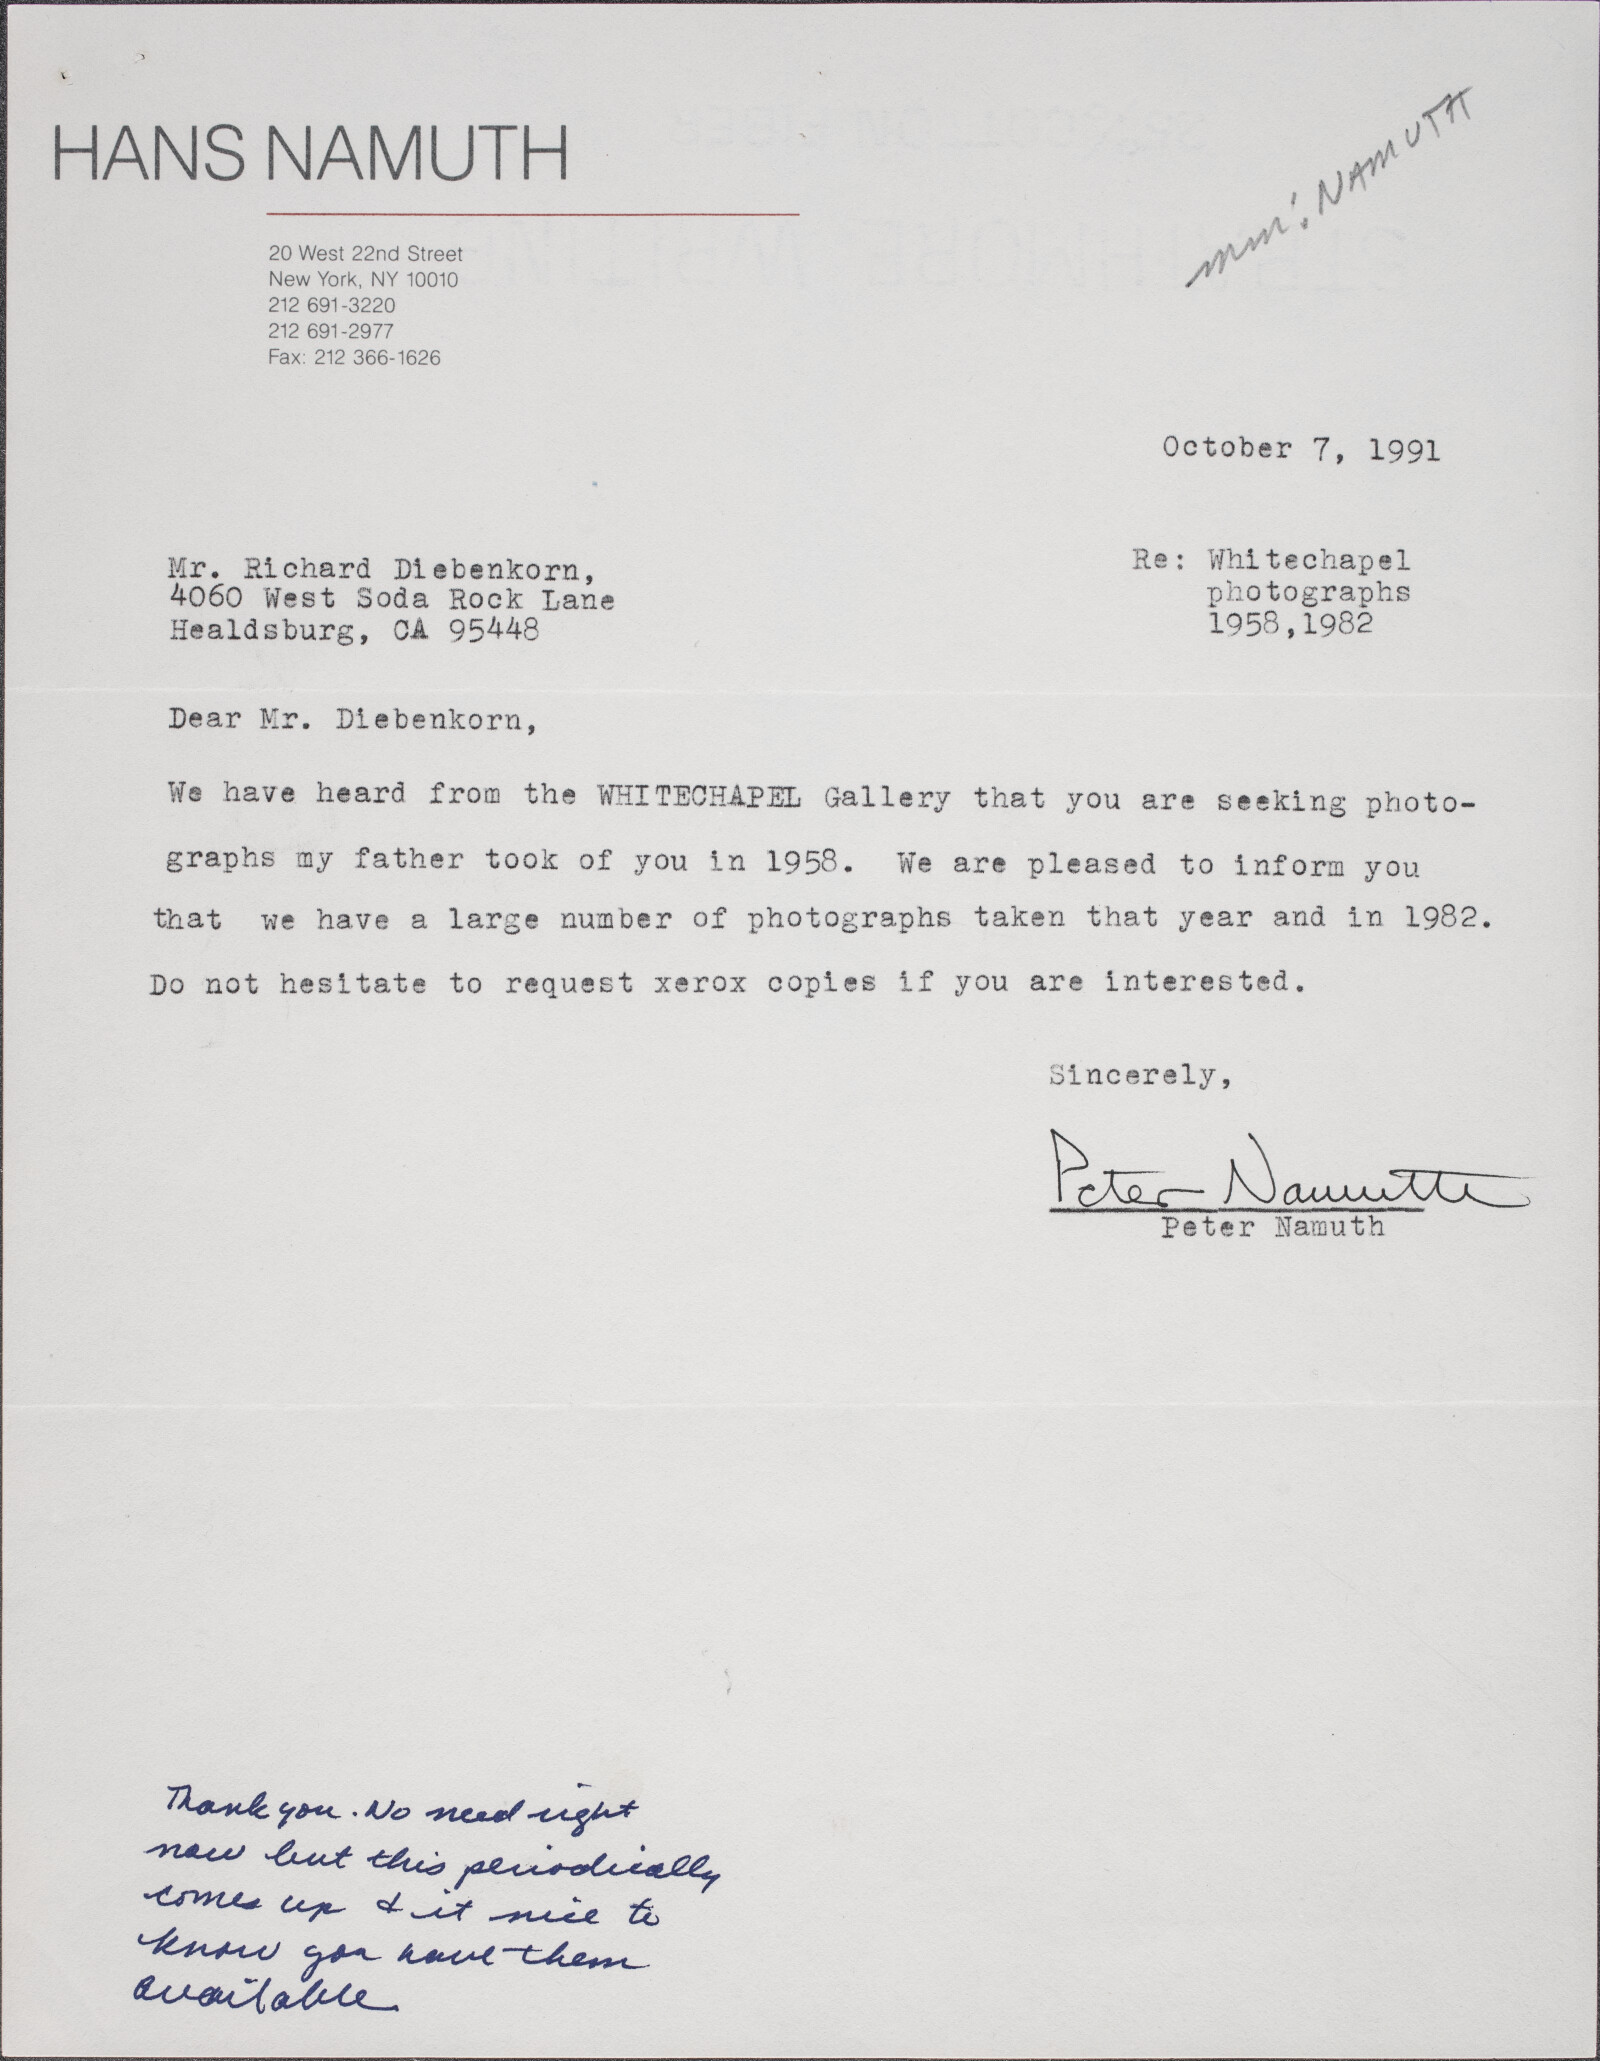 HANS NAMUTH
20 West 22nd Street
New York, NY 10010
212 691-3220
212 691-2977
Fax: 212 366-1626
NAMUTH
October 7, 1991
Mr. Richard Diebenkorn,
4060 West Soda Rock Lane
Healdsburg, CA 95448
Re: Whitechapel
photographs
1958,1982
Dear Mr. Diebenkorn,
We have heard from the WHITECHAPEL Gallery that you are seeking photo-
graphs my father took of you in 1958. We are pleased to inform you
that we have a large number of photographs taken that year and in 1982.
Do not hesitate to request xerox copies if you are interested.
Sincerely,
Peter Namuth
Peter Namuth
Thank you. No need right
now but this periodically
comes up & it nice to
know you have them
available